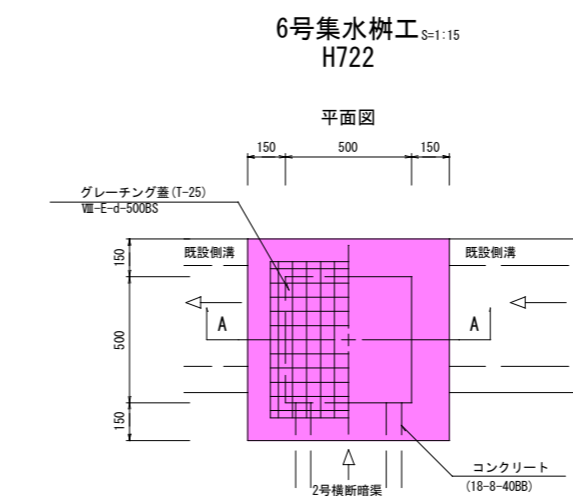 6号集水桝工 S=1:15
H722
平面図
150 500 150
グレーチング蓋(T-25)
Ⅷ-E-d-500BS
既設側溝 既設側溝
150
A A
500
150
コンクリート
(18-8-40BB)
2号横断暗渠